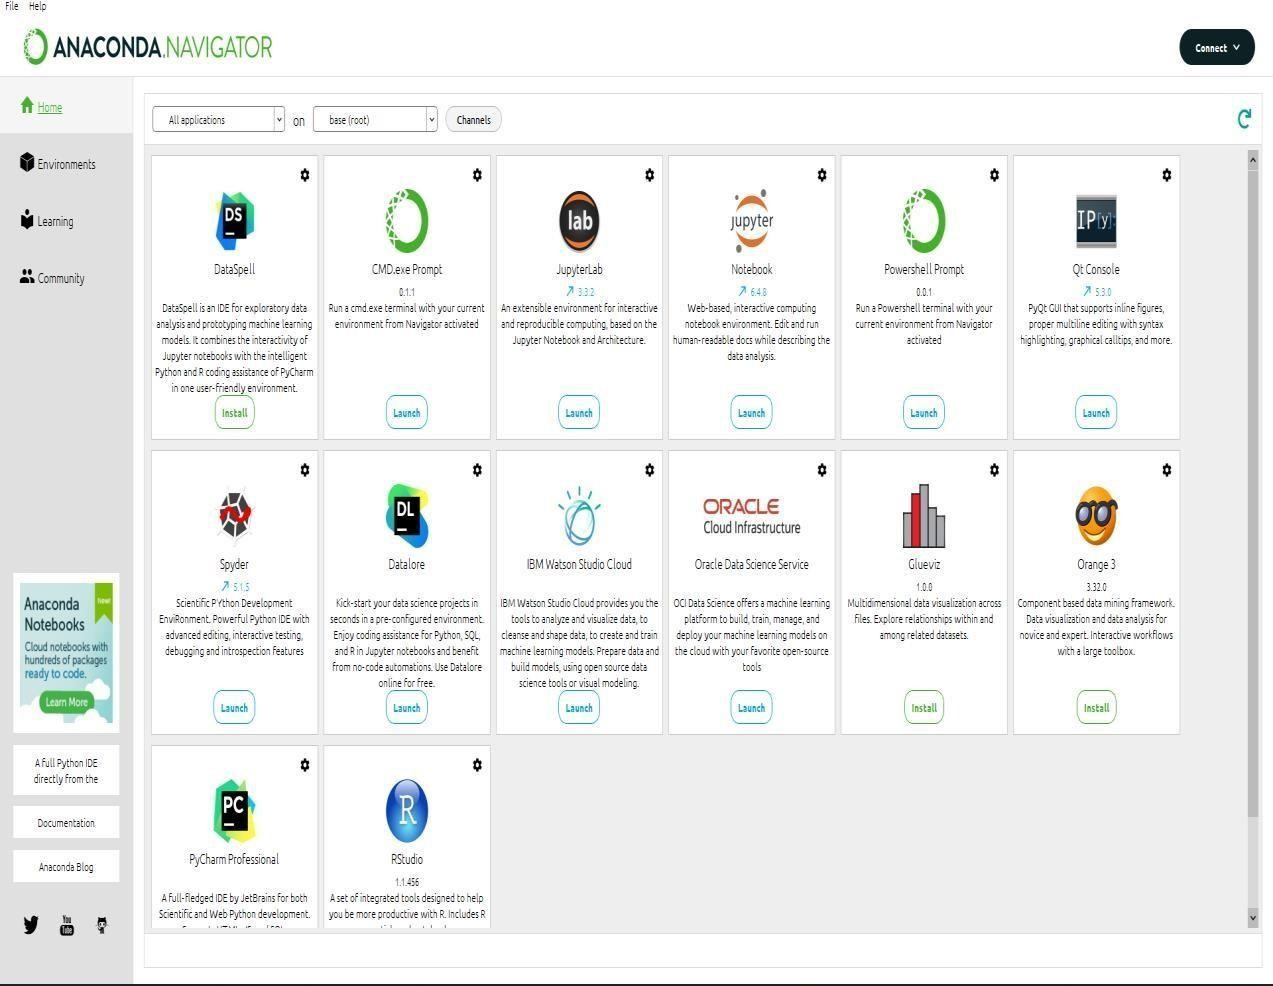 File Help
ANACONDA.NAVIGATOR
Connect
Home
Environments
Learning
Community
Anaconda
Notebooks
New!
Cloud notebooks with
hundreds of packages
ready to code.
Learn More
A full Python IDE
directly from the
Documentation
Anaconda Blog
You
Tube
All applications on base (root) Channels
DS
DataSpell
DataSpell is an IDE for exploratory data
analysis and prototyping machine learning
models. It combines the interactivity of
Jupyter notebooks with the intelligent
Python and R coding assistance of PyCharm
in one user-friendly environment.
Install
CMD.exe Prompt
0.1.1
Run a cmd.exe terminal with your current
environment from Navigator activated
Launch
lab
JupyterLab
3.3.2
An extensible environment for interactive
and reproducible computing, based on the
Jupyter Notebook and Architecture.
Launch
jupyter
Notebook
6.4.8
Web-based, interactive computing
notebook environment. Edit and run
human-readable docs while describing the
data analysis.
Launch
Powershell Prompt
0.0.1
Run a Powershell terminal with your
current environment from Navigator
activated
Launch
IP[y]:
Qt Console
5.3.0
PyQt GUI that supports inline figures,
proper multiline editing with syntax
highlighting, graphical calltips, and more.
Launch
Spyder
5.1.5
Scientific PYthon Development
EnviRonment. Powerful Python IDE with
advanced editing, interactive testing,
debugging and introspection features
Launch
DL
Datalore
Kick-start your data science projects in
seconds in a pre-configured environment.
Enjoy coding assistance for Python, SQL,
and R in Jupyter notebooks and benefit
from no-code automations. Use Datalore
online for free.
Launch
IBM Watson Studio Cloud
IBM Watson Studio Cloud provides you the
tools to analyze and visualize data, to
cleanse and shape data, to create and train
machine learning models. Prepare data and
build models, using open source data
science tools or visual modeling.
Launch
ORACLE
Cloud Infrastructure
Oracle Data Science Service
OCI Data Science offers a machine learning
platform to build, train, manage, and
deploy your machine learning models on
the cloud with your favorite open-source
tools
Launch
Glueviz
1.0.0
Multidimensional data visualization across
files. Explore relationships within and
among related datasets.
Install
Orange 3
3.32.0
Component based data mining framework.
Data visualization and data analysis for
novice and expert. Interactive workflows
with a large toolbox.
Install
PC
PyCharm Professional
A full-fledged IDE by JetBrains for both
Scientific and Web Python development.
R
RStudio
1.1.456
A set of integrated tools designed to help
you be more productive with R. Includes R